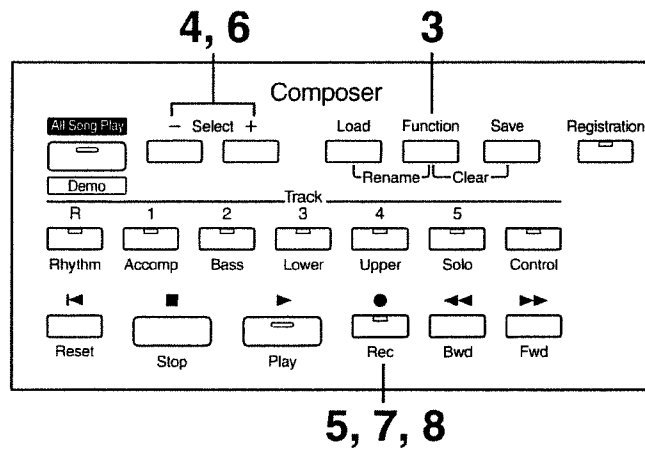 4, 6 3
Composer
All Song Play - Select + Load Function Save Registration
Demo Rename Clear
Track
R 1 2 3 4 5
Rhythm Accomp Bass Lower Upper Solo Control
Reset Stop Play Rec Bwd Fwd
5, 7, 8